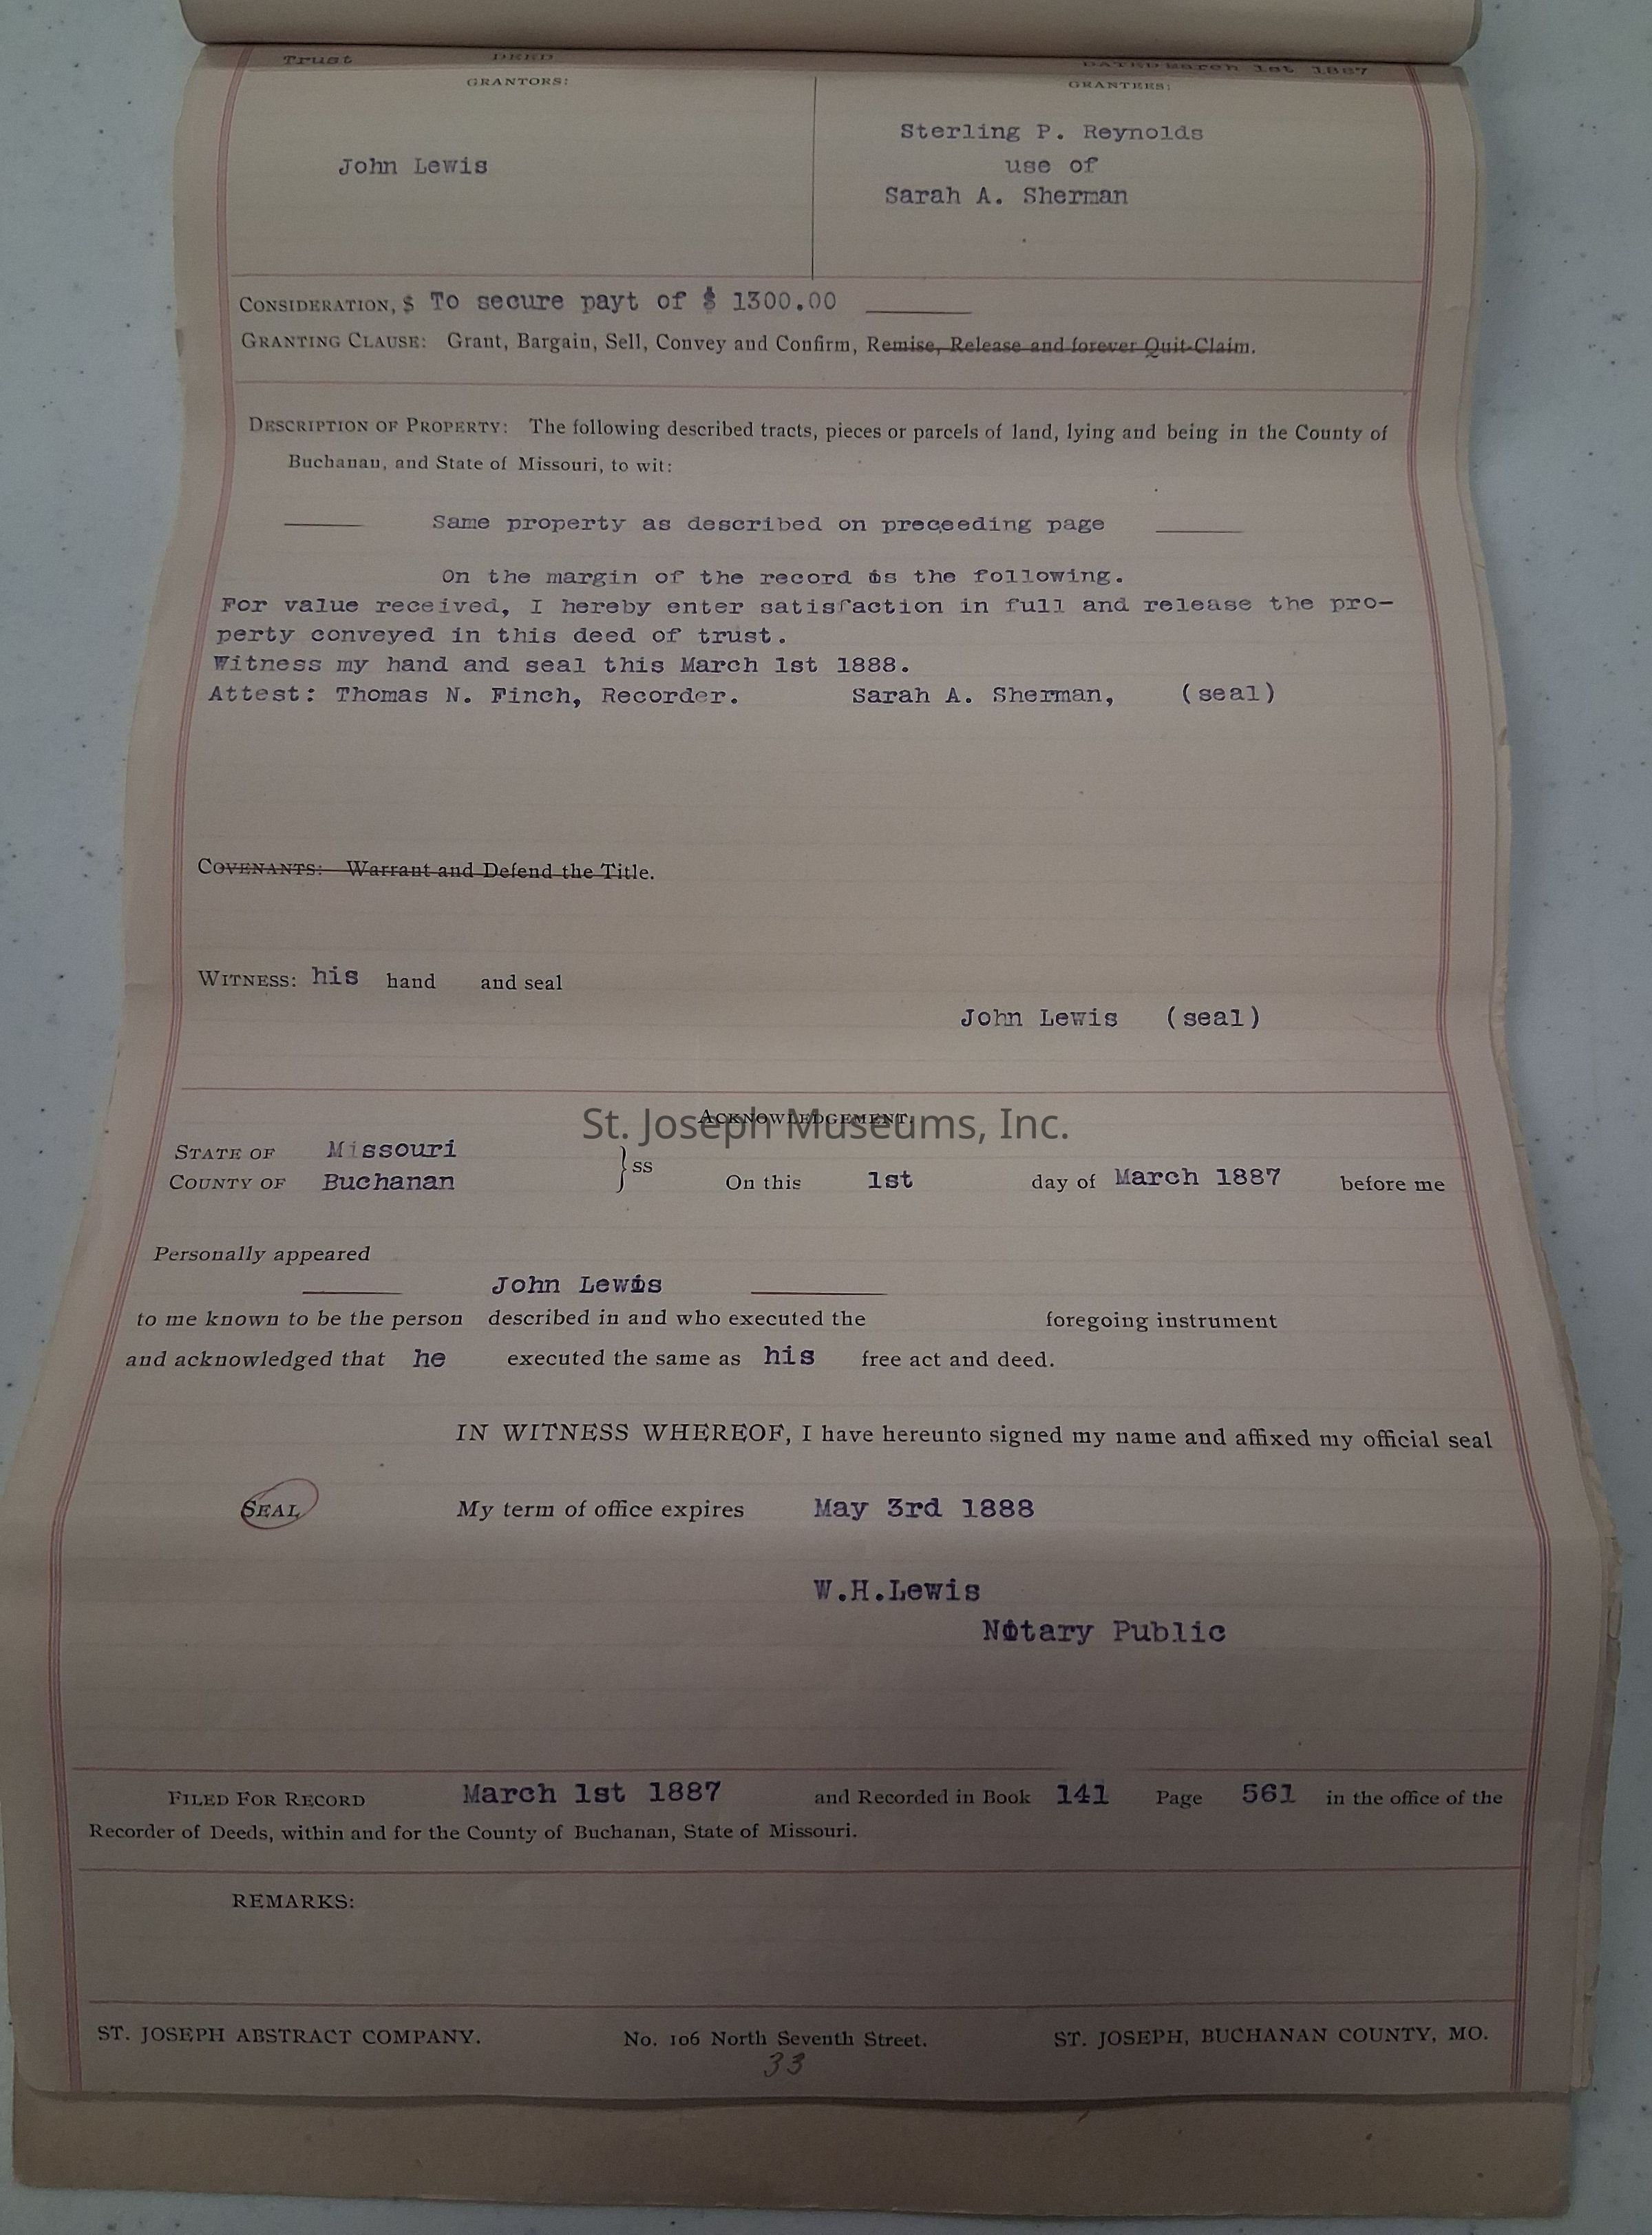 Trust DEED DATED March 1st 1887
GRANTORS: GRANTEES:
Sterling P. Reynolds
John Lewis use of
Sarah A. Sherman
CONSIDERATION, $ To secure payt of $ 1300.00
GRANTING CLAUSE: Grant, Bargain, Sell, Convey and Confirm, Remise, Release and forever Quit-Claim.
DESCRIPTION OF PROPERTY: The following described tracts, pieces or parcels of land, lying and being in the County of
Buchanan, and State of Missouri, to wit:
Same property as described on preceeding page
On the margin of the record is the following.
For value received, I hereby enter satisfaction in full and release the pro-
perty conveyed in this deed of trust.
Witness my hand and seal this March 1st 1888.
Attest: Thomas N. Finch, Recorder. Sarah A. Sherman, (seal)
COVENANTS: Warrant and Defend the Title.
WITNESS: his hand and seal
John Lewis (seal)
ACKNOWLEDGEMENT.
St. Joseph Museums, Inc.
STATE OF Missouri
COUNTY OF Buchanan } ss On this 1st day of March 1887 before me
Personally appeared
John Lewis
to me known to be the person described in and who executed the foregoing instrument
and acknowledged that he executed the same as his free act and deed.
IN WITNESS WHEREOF, I have hereunto signed my name and affixed my official seal
SEAL My term of office expires May 3rd 1888
W.H.Lewis
Notary Public
FILED FOR RECORD March 1st 1887 and Recorded in Book 141 Page 561 in the office of the
Recorder of Deeds, within and for the County of Buchanan, State of Missouri.
REMARKS:
ST. JOSEPH ABSTRACT COMPANY. No. 106 North Seventh Street. ST. JOSEPH, BUCHANAN COUNTY, MO.
33